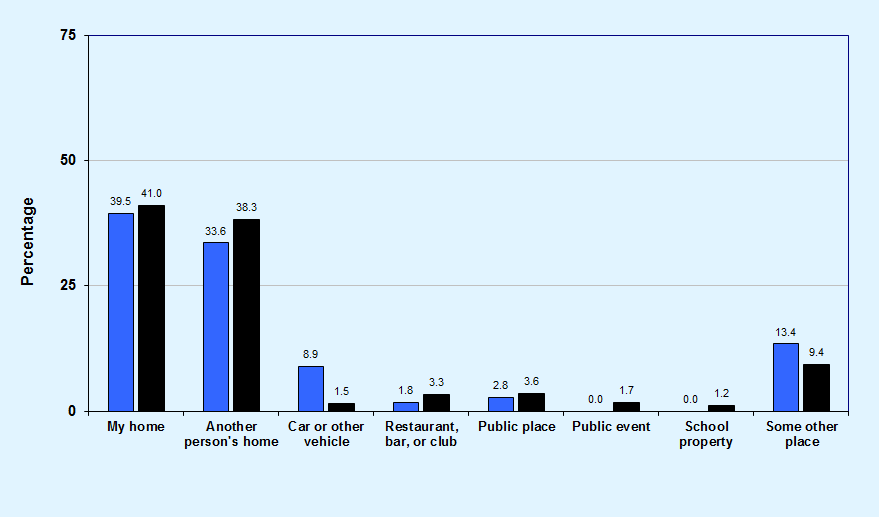 75
50
25
0
Percentage
39.5
41.0
33.6
38.3
8.9
1.5
1.8
3.3
2.8
3.6
0.0
1.7
0.0
1.2
13.4
9.4
My home
Another
person's home
Car or other
vehicle
Restaurant,
bar, or club
Public place
Public event
School
property
Some other
place